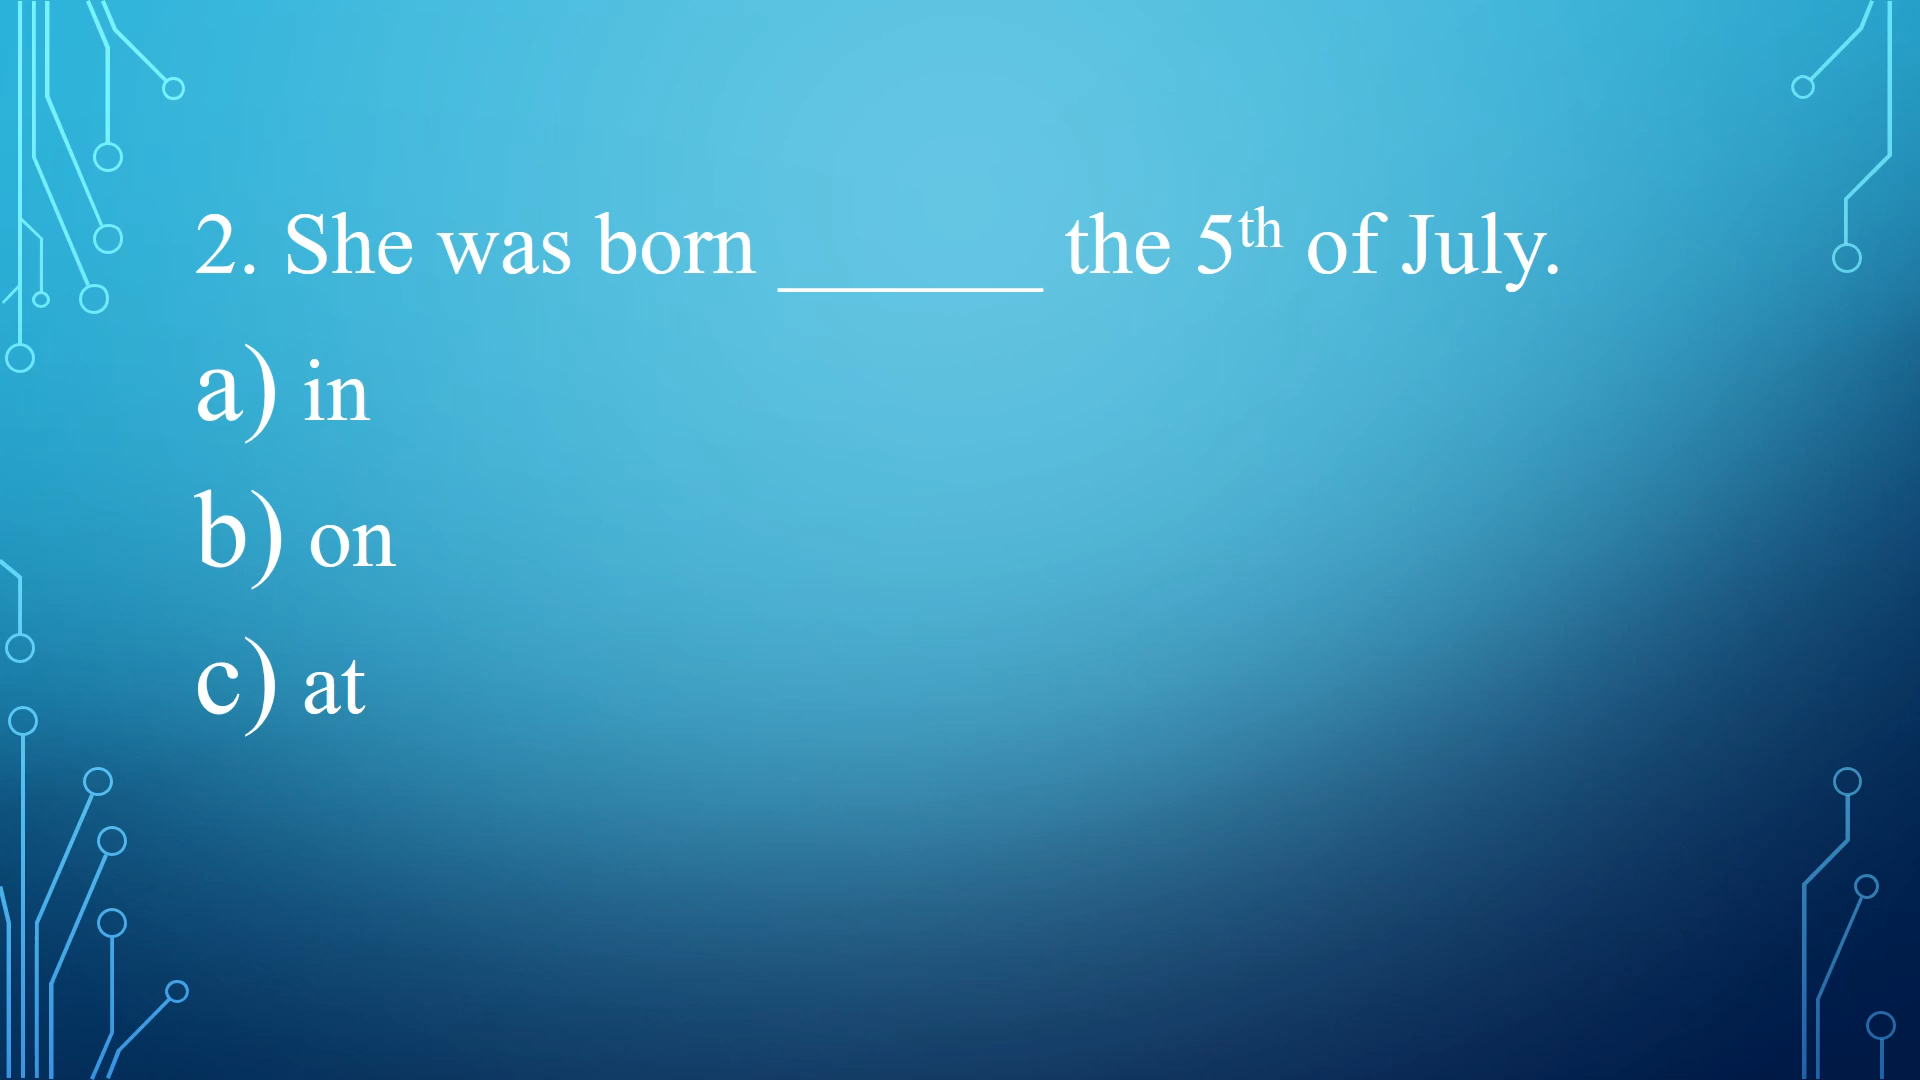 2. She was born ______ the 5th of July.
a) in
b) on
c) at